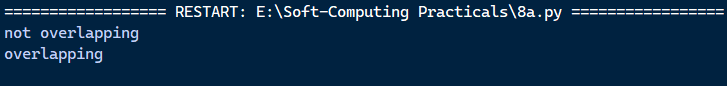 ================== RESTART: E:\Soft-Computing Practicals\8a.py =================
not overlapping
overlapping